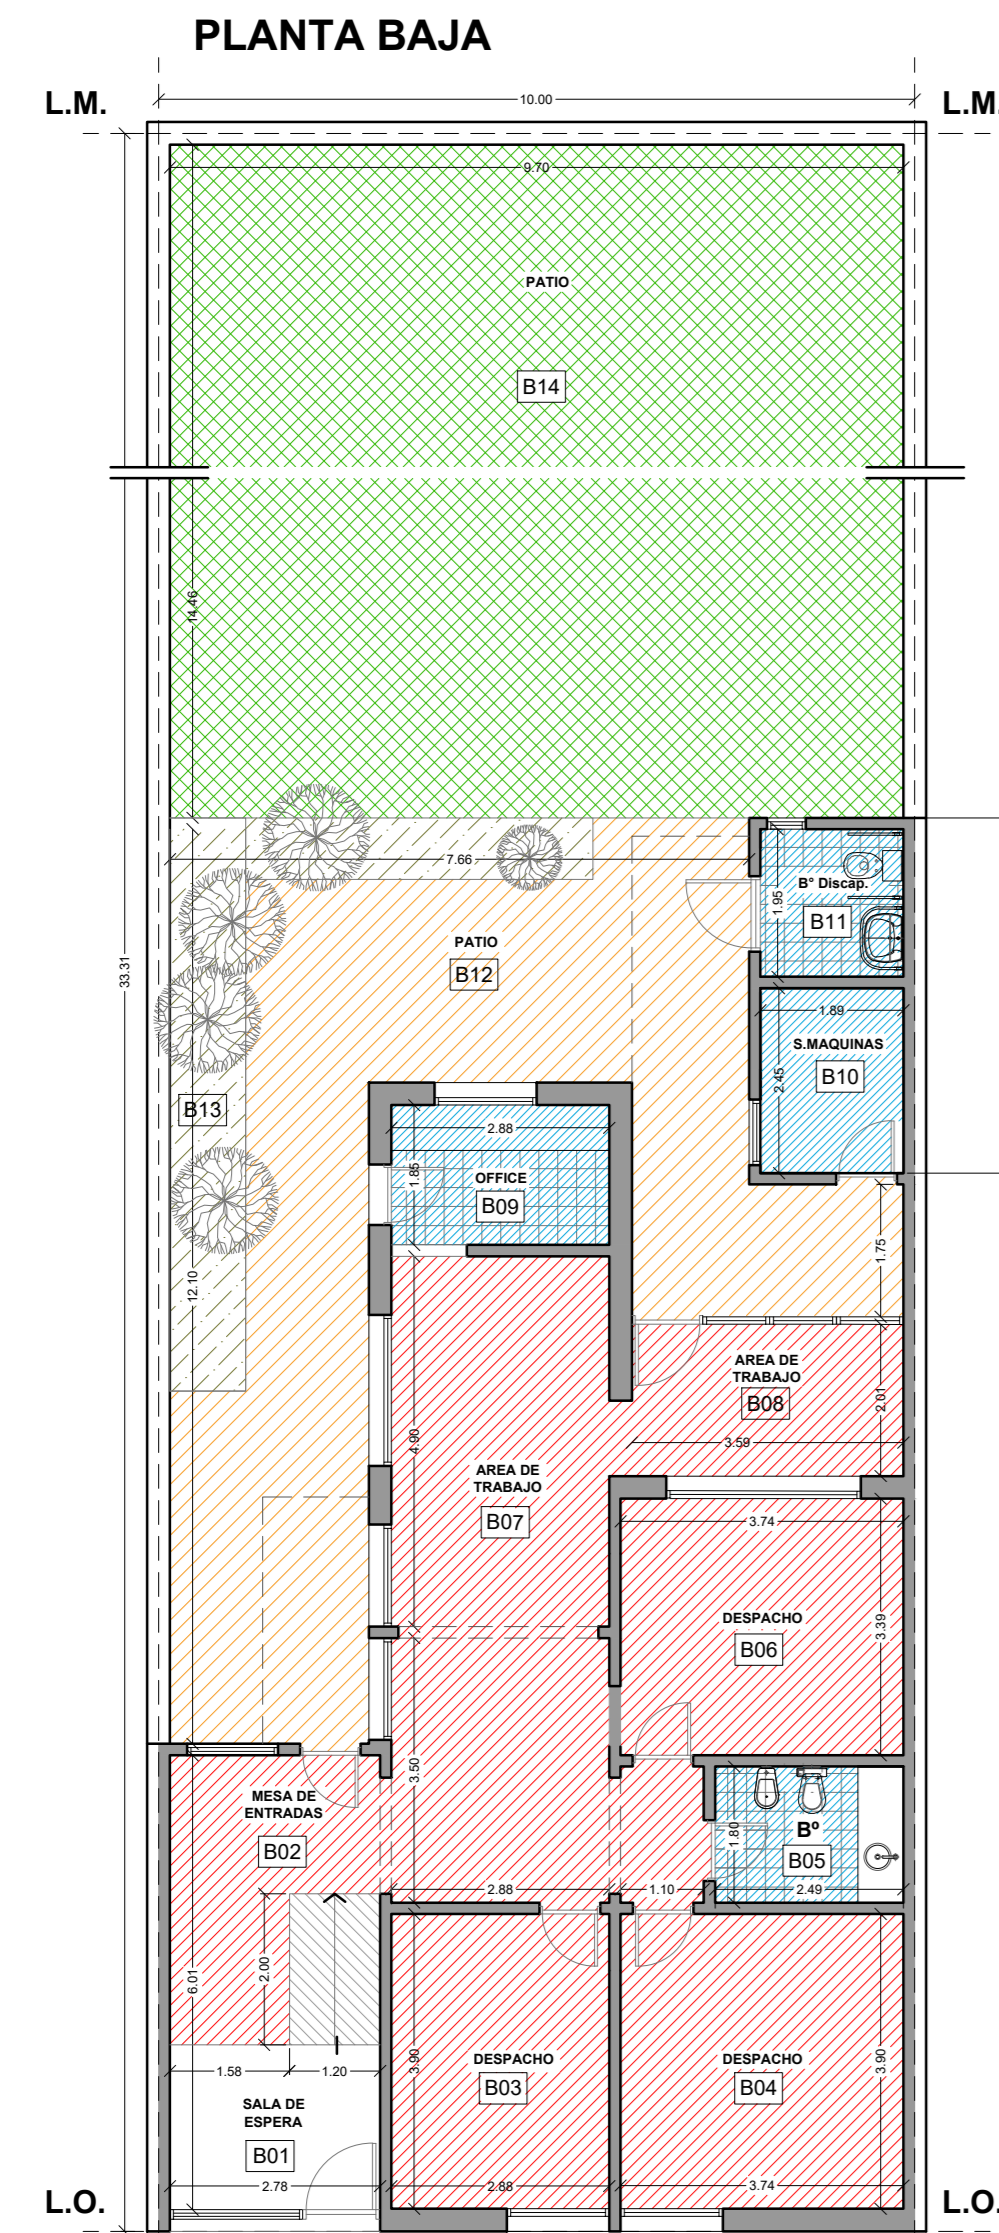 PLANTA BAJA
L.M.
10.00
L.M.
9.70
PATIO
B14
14.46
7.66
B° Discap.
B11
1.95
PATIO
B12
33.31
1.89
S.MAQUINAS
B10
2.45
B13
2.88
1.85
OFFICE
B09
1.75
12.10
AREA DE
TRABAJO
B08
2.01
3.59
4.90
AREA DE
TRABAJO
B07
3.74
DESPACHO
B06
3.39
3.50
MESA DE
ENTRADAS
B02
1.80
Bº
B05
2.88
1.10
2.49
6.01
2.00
1.58
1.20
3.90
DESPACHO
B03
DESPACHO
B04
3.90
SALA DE
ESPERA
B01
2.78
2.88
3.74
L.O.
L.O.